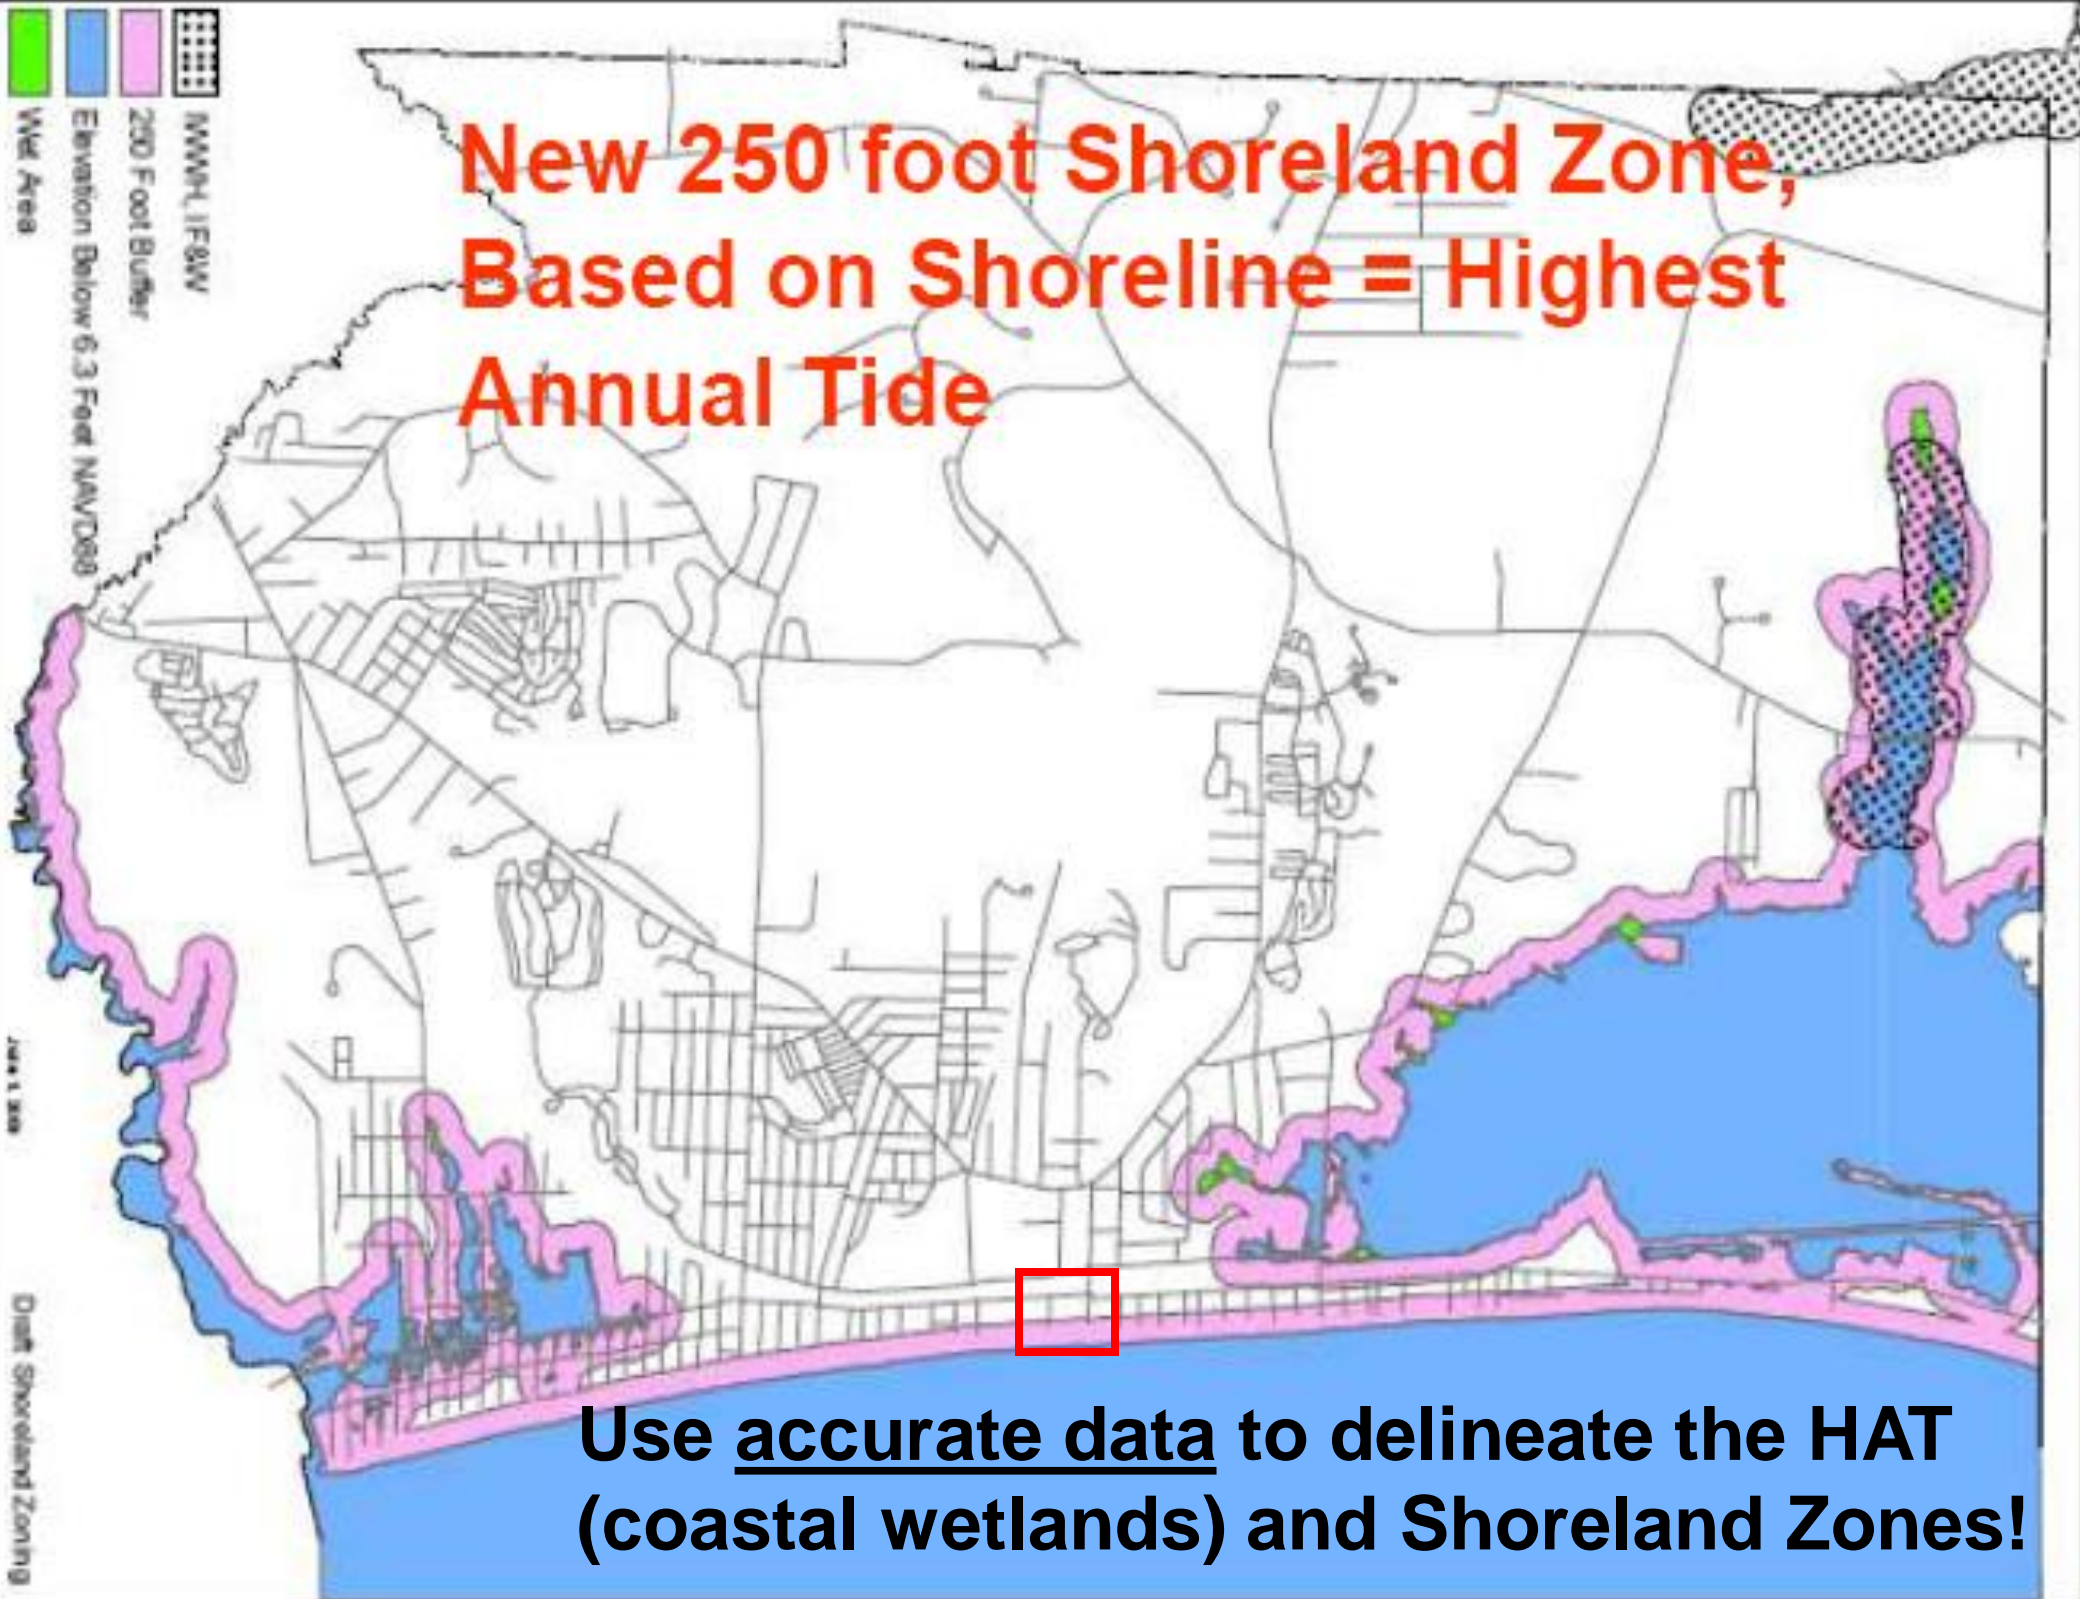 New 250 foot Shoreland Zone,
Based on Shoreline = Highest
Annual Tide
IWWH, IF&W
250 Foot Buffer
Elevation Below 6.3 Feet NAVD88
Wet Area
Draft Shoreland Zoning
Use accurate data to delineate the HAT
(coastal wetlands) and Shoreland Zones!